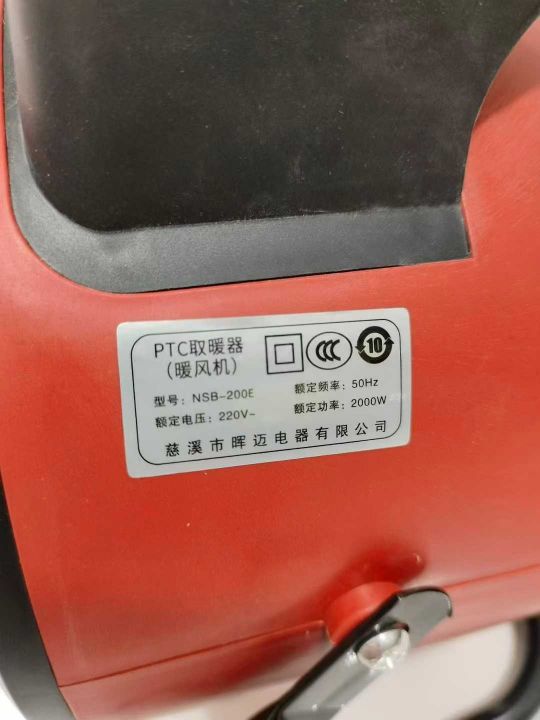 PTC取暖器
(暖风机)
CCC
10
型号: NSB-200E
额定频率: 50Hz
额定电压: 220V~
额定功率: 2000W
慈溪市晖迈电器有限公司